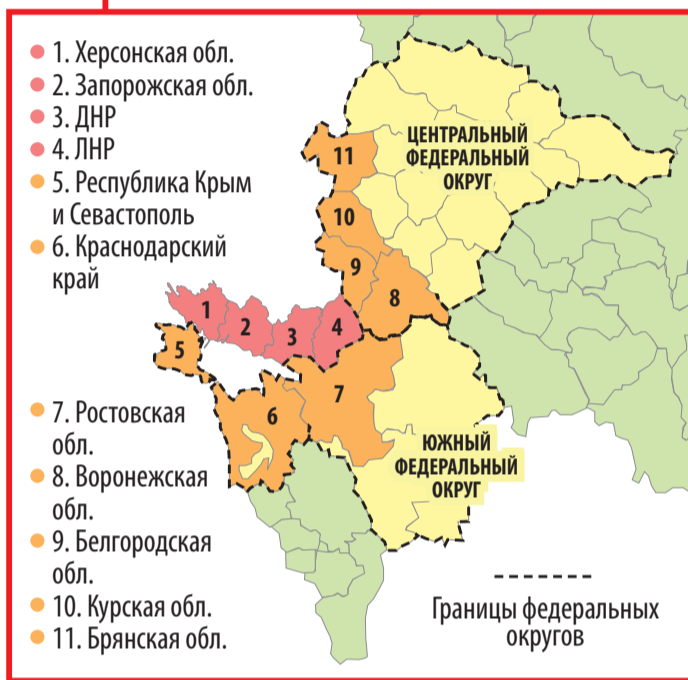 1. Херсонская обл.
2. Запорожская обл.
3. ДНР
4. ЛНР
5. Республика Крым
и Севастополь
6. Краснодарский
край
7. Ростовская
обл.
8. Воронежская
обл.
9. Белгородская
обл.
10. Курская обл.
11. Брянская обл.
ЦЕНТРАЛЬНЫЙ
ФЕДЕРАЛЬНЫЙ
ОКРУГ
11
10
9
8
1
2
3
4
5
6
7
ЮЖНЫЙ
ФЕДЕРАЛЬНЫЙ
ОКРУГ
Границы федеральных
округов